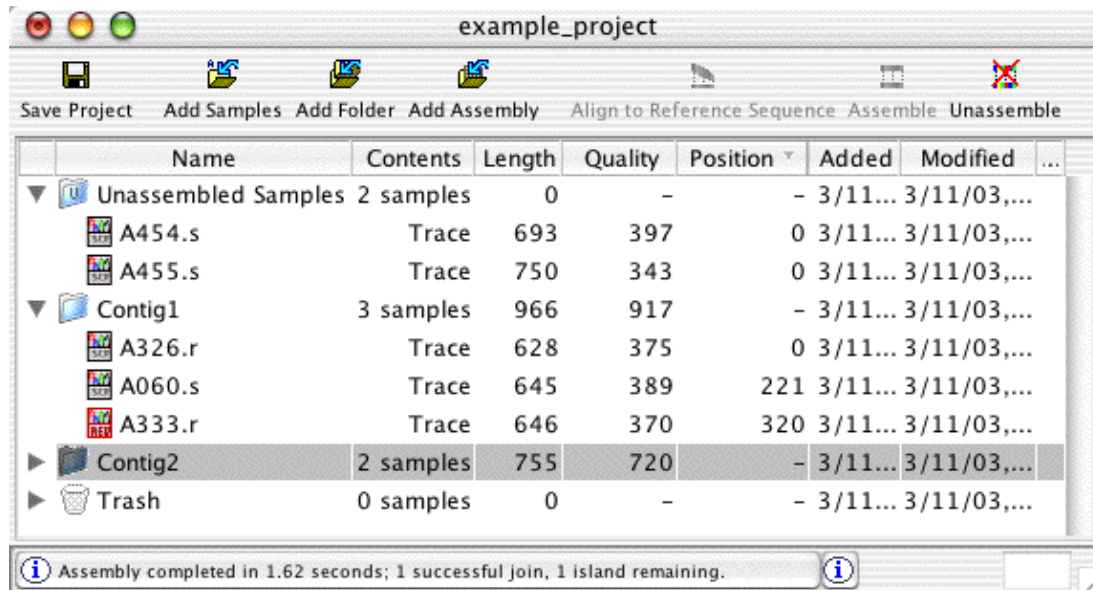 example_project
Save Project Add Samples Add Folder Add Assembly Align to Reference Sequence Assemble Unassemble
Name Contents Length Quality Position Added Modified ...
Unassembled Samples 2 samples 0 – – 3/11... 3/11/03,...
A454.s Trace 693 397 0 3/11... 3/11/03,...
A455.s Trace 750 343 0 3/11... 3/11/03,...
Contig1 3 samples 966 917 – 3/11... 3/11/03,...
A326.r Trace 628 375 0 3/11... 3/11/03,...
A060.s Trace 645 389 221 3/11... 3/11/03,...
A333.r Trace 646 370 320 3/11... 3/11/03,...
Contig2 2 samples 755 720 – 3/11... 3/11/03,...
Trash 0 samples 0 – – 3/11... 3/11/03,...
Assembly completed in 1.62 seconds; 1 successful join, 1 island remaining.